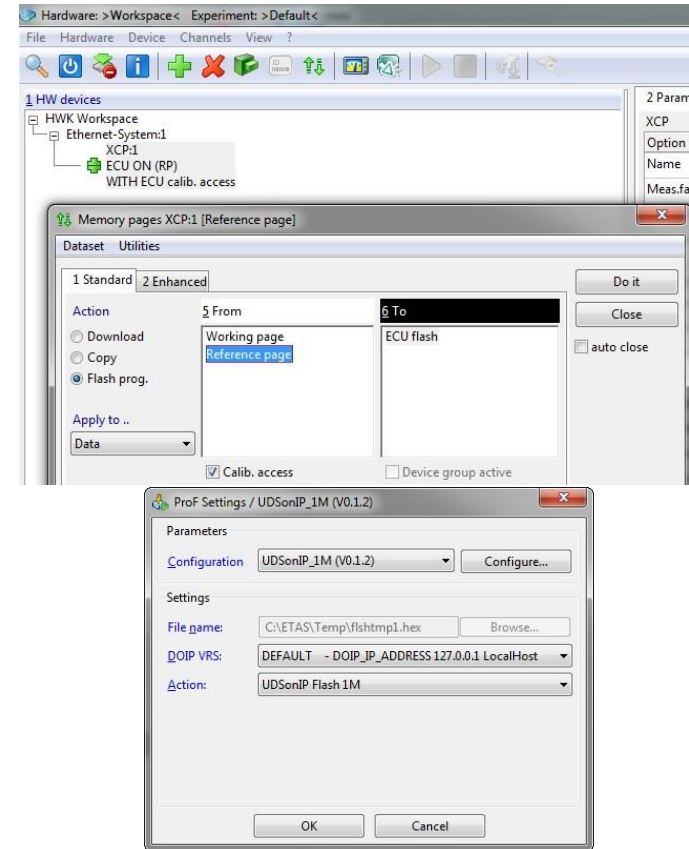 Hardware: >Workspace<   Experiment: >Default<
File Hardware Device Channels View ?
1 HW devices
HWK Workspace
Ethernet-System:1
XCP:1
ECU ON (RP)
WITH ECU calib. access
2 Param
XCP
Option
Name
Meas.fa
Memory pages XCP:1 [Reference page]
Dataset Utilities
1 Standard 2 Enhanced
Do it
Action 5 From 6 To
Close
Download Working page ECU flash
auto close
Copy Reference page
Flash prog.
Apply to ..
Data
Calib. access Device group active
ProF Settings / UDSonIP_1M (V0.1.2)
Parameters
Configuration UDSonIP_1M (V0.1.2) Configure...
Settings
File name: C:\ETAS\Temp\flshtmp1.hex Browse...
DOIP VRS: DEFAULT - DOIP_IP_ADDRESS 127.0.0.1 LocalHost
Action: UDSonIP Flash 1M
OK Cancel